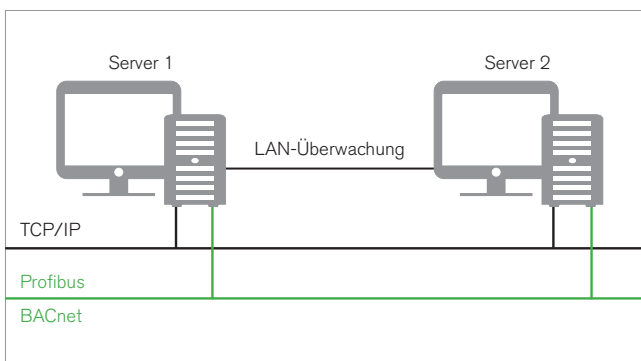 Server 1
Server 2
LAN-Überwachung
TCP/IP
Profibus
BACnet